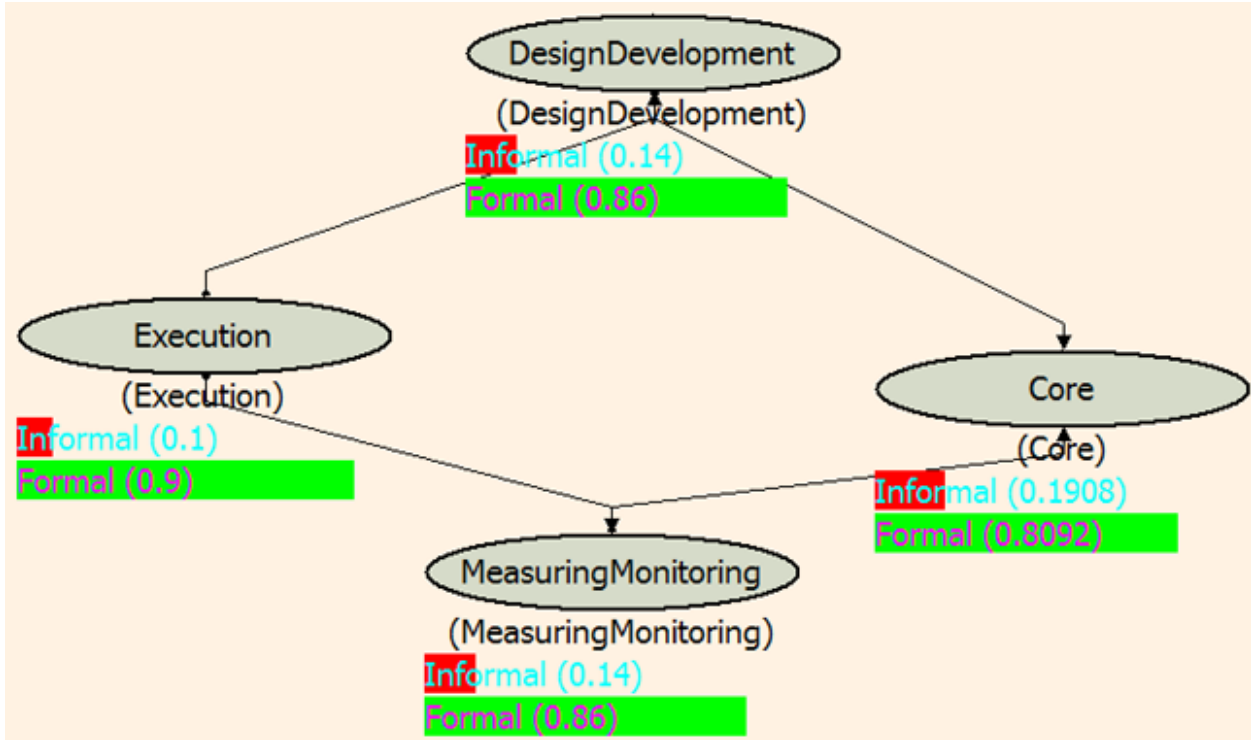 DesignDevelopment
(DesignDevelopment)
Informal (0.14)
Formal (0.86)
Execution
(Execution)
Informal (0.1)
Formal (0.9)
Core
(Core)
Informal (0.1908)
Formal (0.8092)
MeasuringMonitoring
(MeasuringMonitoring)
Informal (0.14)
Formal (0.86)